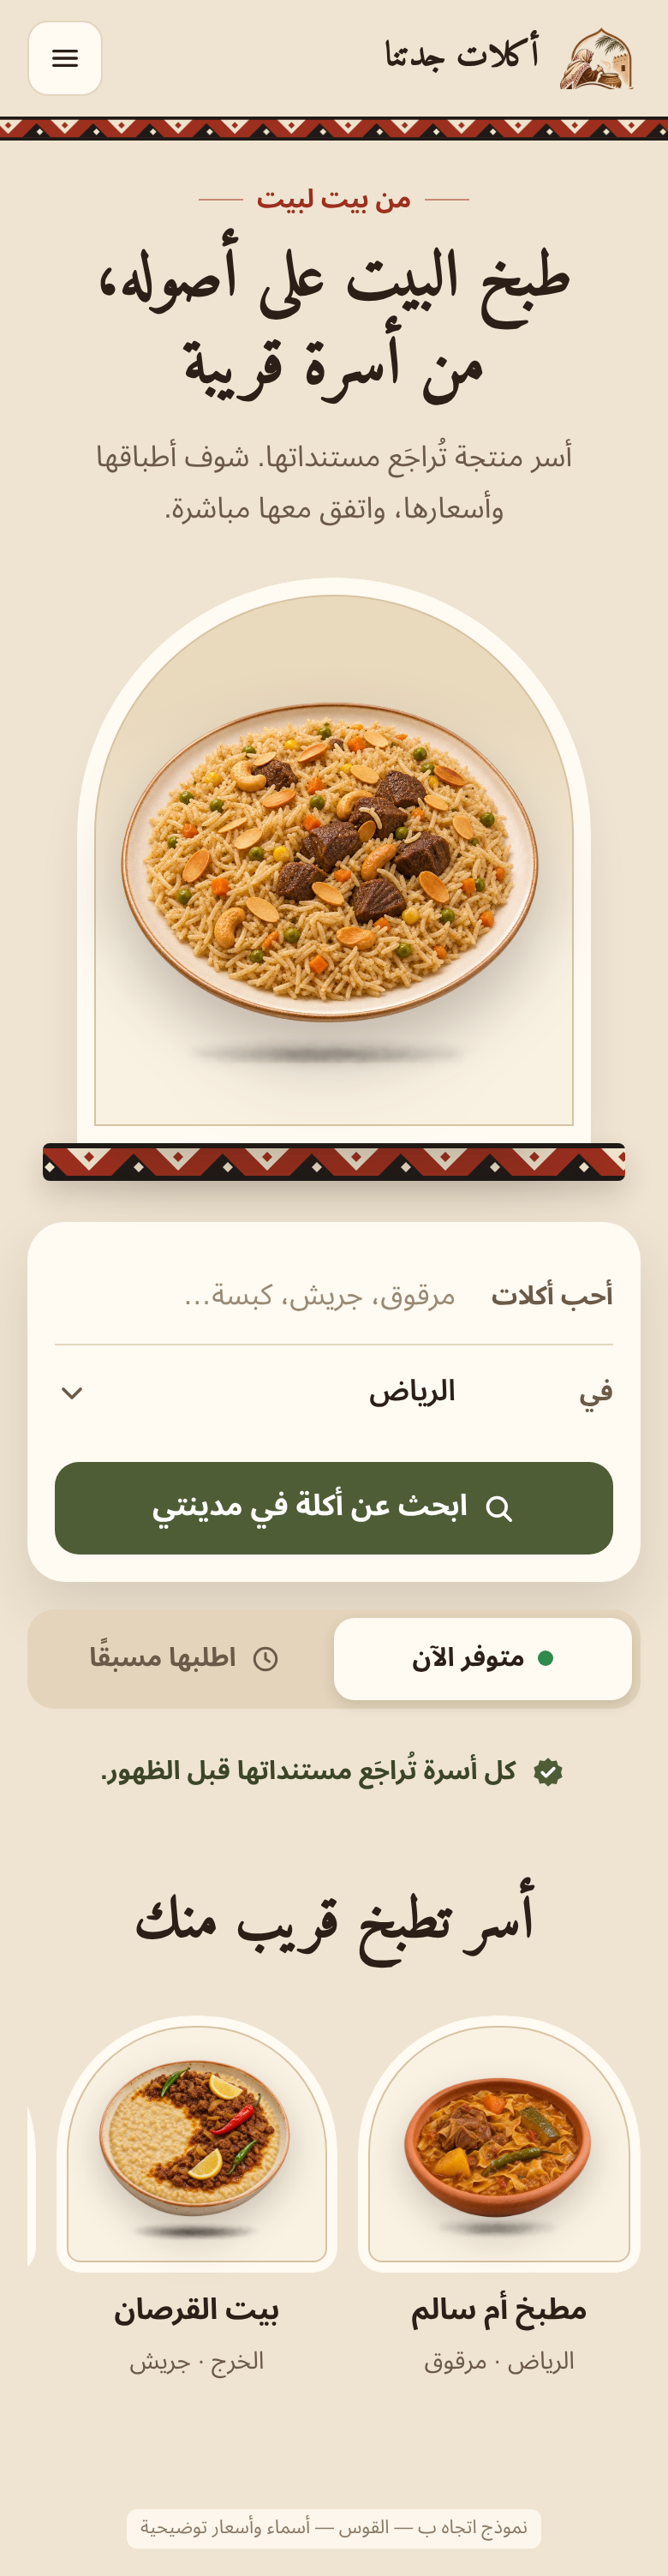 أكلات جدتنا
من بيت لبيت
طبخ البيت على أصوله،
من أسرة قريبة
أسر منتجة تُراجَع مستنداتها. شوف أطباقها
وأسعارها، واتفق معها مباشرة.
أحب أكلات مرقوق، جريش، كبسة...
في الرياض
ابحث عن أكلة في مدينتي
متوفر الآن
اطلبها مسبقًا
كل أسرة تُراجَع مستنداتها قبل الظهور.
أسر تطبخ قريب منك
مطبخ أم سالم
الرياض · مرقوق
بيت القرصان
الخرج · جريش
نموذج اتجاه ب — القوس — أسماء وأسعار توضيحية